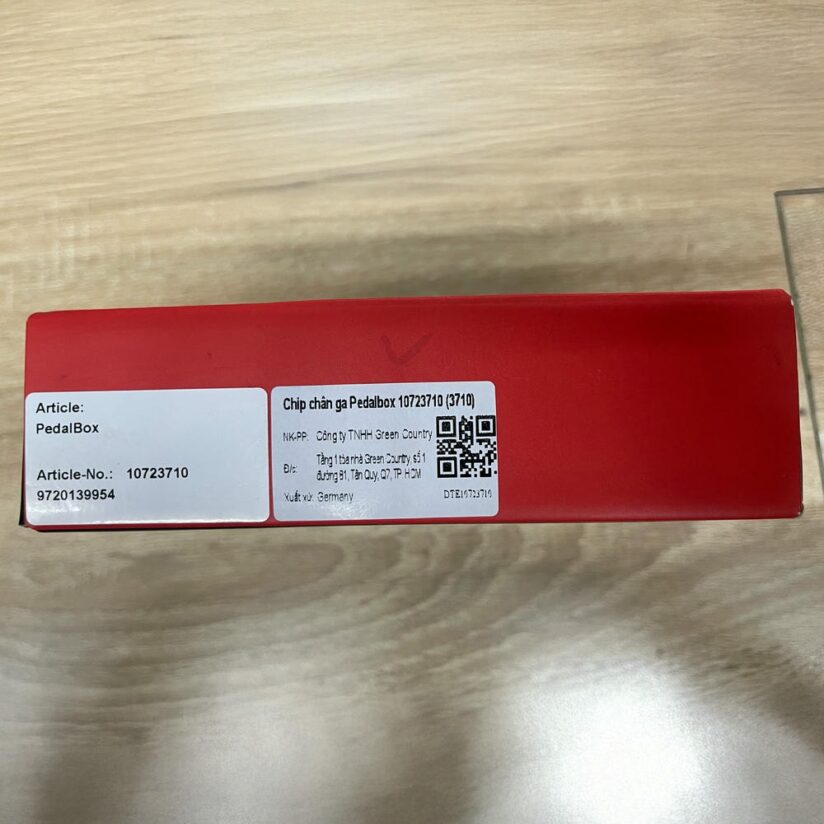 Article:
PedalBox
Article-No.: 10723710
9720139954
Chip chân ga Pedalbox 10723710 (3710)
NK-PP: Công ty TNHH Green Country
Đ/c: Tầng 1 tòa nhà Green Country, số 1
đường B1, Tân Quy, Q7, TP. HCM
Xuất xứ: Germany
DTE10723710